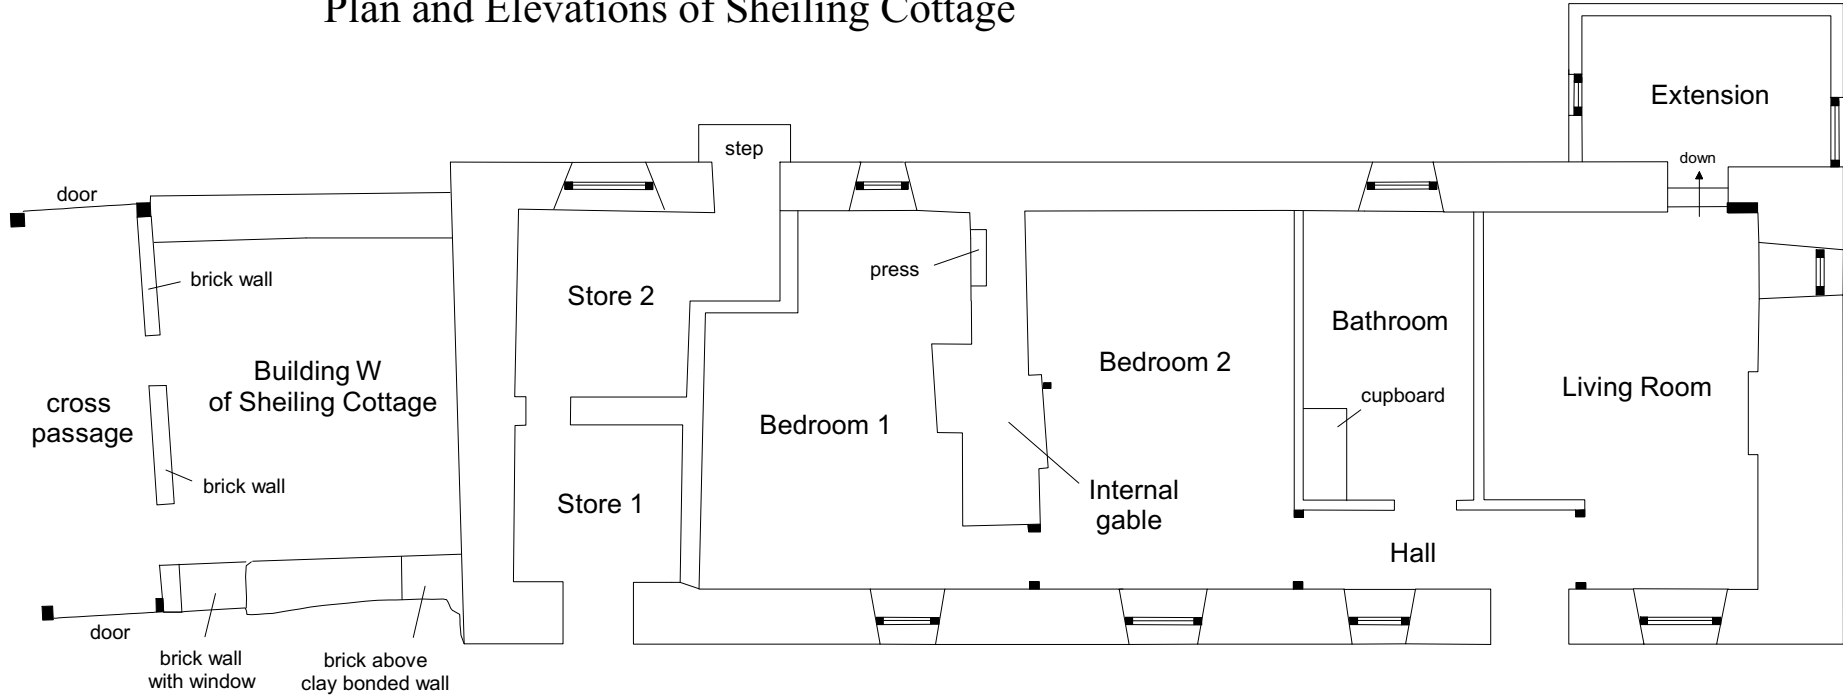 Plan and Elevations of Sheiling Cottage
Extension
step
down
door
brick wall
press
Store 2
Bathroom
Building W
of Sheiling Cottage
Bedroom 2
Living Room
cross
passage
cupboard
Bedroom 1
brick wall
Store 1
Internal
gable
Hall
door
brick wall
with window
brick above
clay bonded wall